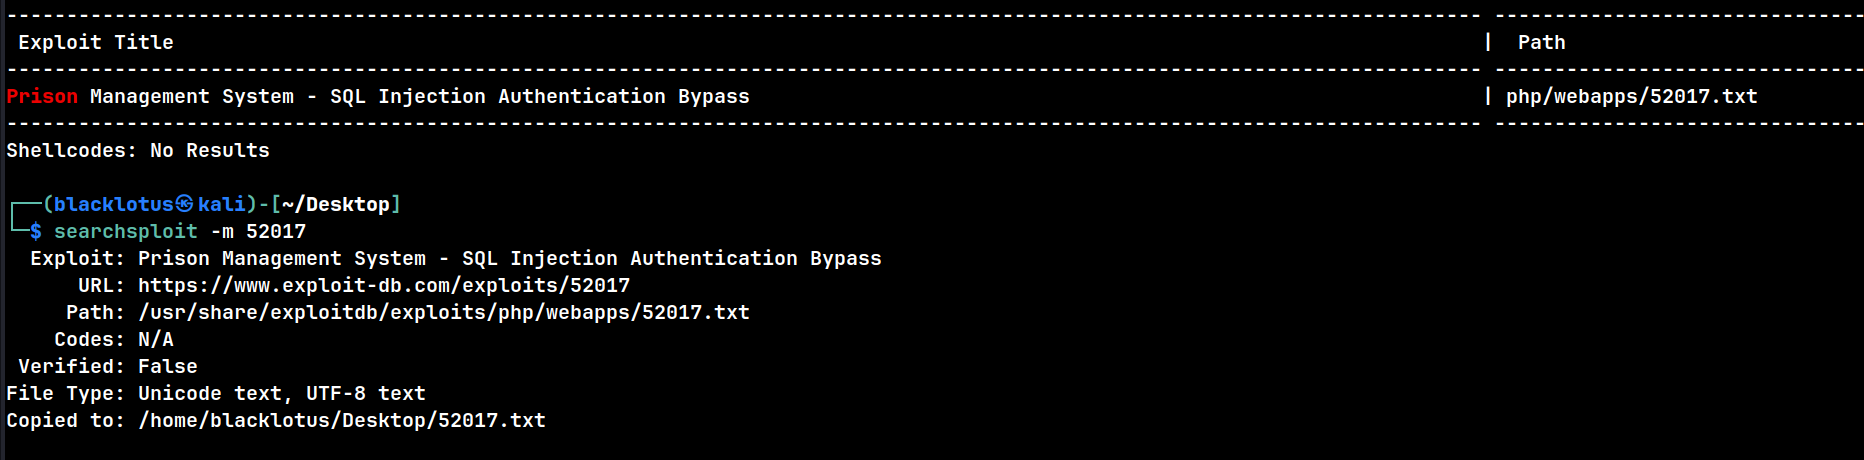 Exploit Title | Path
Prison Management System - SQL Injection Authentication Bypass | php/webapps/52017.txt
Shellcodes: No Results
┌──(blacklotus㉿kali)-[~/Desktop]
└─$ searchsploit -m 52017
Exploit: Prison Management System - SQL Injection Authentication Bypass
URL: https://www.exploit-db.com/exploits/52017
Path: /usr/share/exploitdb/exploits/php/webapps/52017.txt
Codes: N/A
Verified: False
File Type: Unicode text, UTF-8 text
Copied to: /home/blacklotus/Desktop/52017.txt